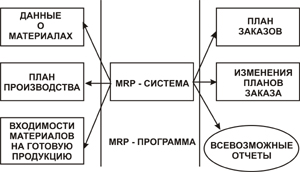 ДАННЫЕ
О
МАТЕРИАЛАХ
ПЛАН
ПРОИЗВОДСТВА
ВХОДИМОСТИ
МАТЕРИАЛОВ
НА ГОТОВУЮ
ПРОДУКЦИЮ
MRP - СИСТЕМА
MRP - ПРОГРАММА
ПЛАН
ЗАКАЗОВ
ИЗМЕНЕНИЯ
ПЛАНОВ
ЗАКАЗА
ВСЕВОЗМОЖНЫЕ
ОТЧЕТЫ